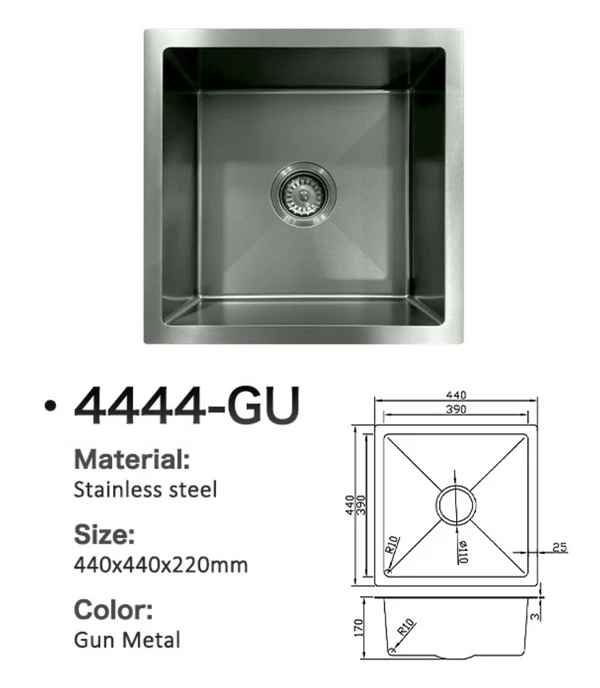 • 4444-GU
Material:
Stainless steel
Size:
440x440x220mm
Color:
Gun Metal
440
390
440
390
R10
ø110
25
170
R10
3